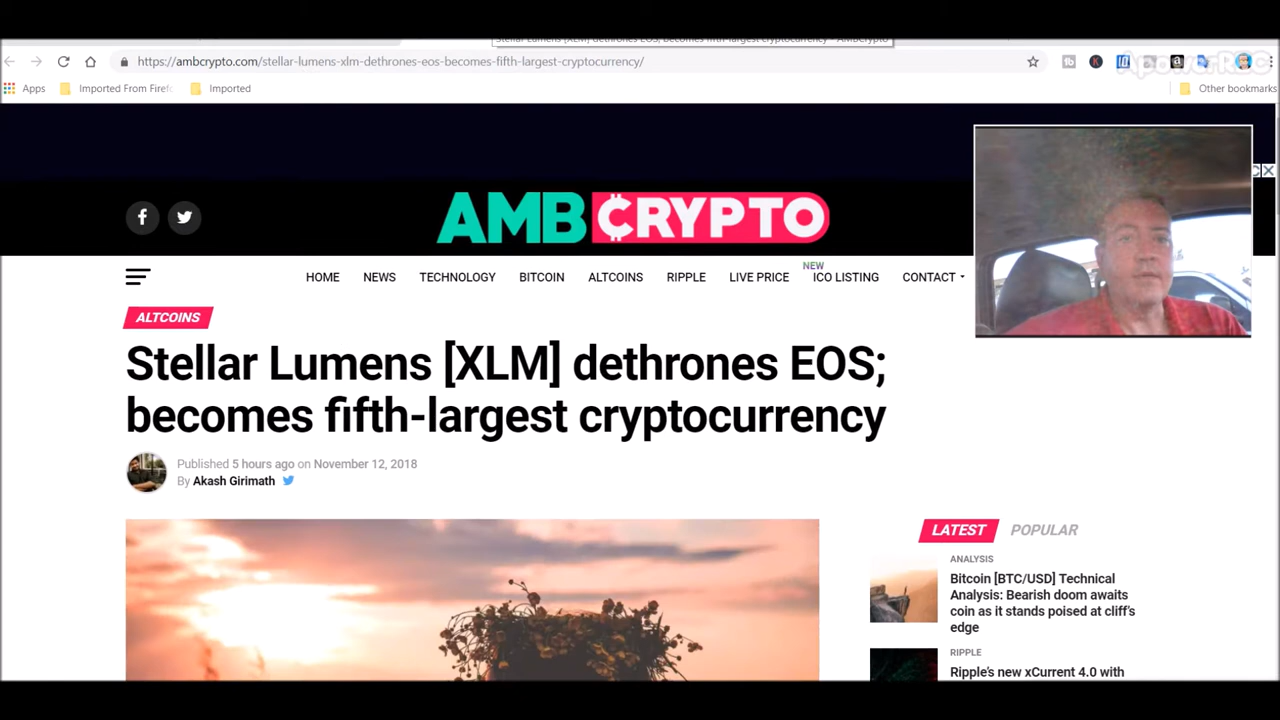 Stellar Lumens [XLM] dethrones EOS; becomes fifth-largest cryptocurrency - AMBCrypto
https://ambcrypto.com/stellar-lumens-xlm-dethrones-eos-becomes-fifth-largest-cryptocurrency/
ApowerREC
Apps
Imported From Firef
Imported
Other bookmarks
AMBCRYPTO
NEW
HOME NEWS TECHNOLOGY BITCOIN ALTCOINS RIPPLE LIVE PRICE ICO LISTING CONTACT
ALTCOINS
Stellar Lumens [XLM] dethrones EOS;
becomes fifth-largest cryptocurrency
Published 5 hours ago on November 12, 2018
By Akash Girimath
LATEST POPULAR
ANALYSIS
Bitcoin [BTC/USD] Technical
Analysis: Bearish doom awaits
coin as it stands poised at cliff's
edge
RIPPLE
Ripple's new xCurrent 4.0 with